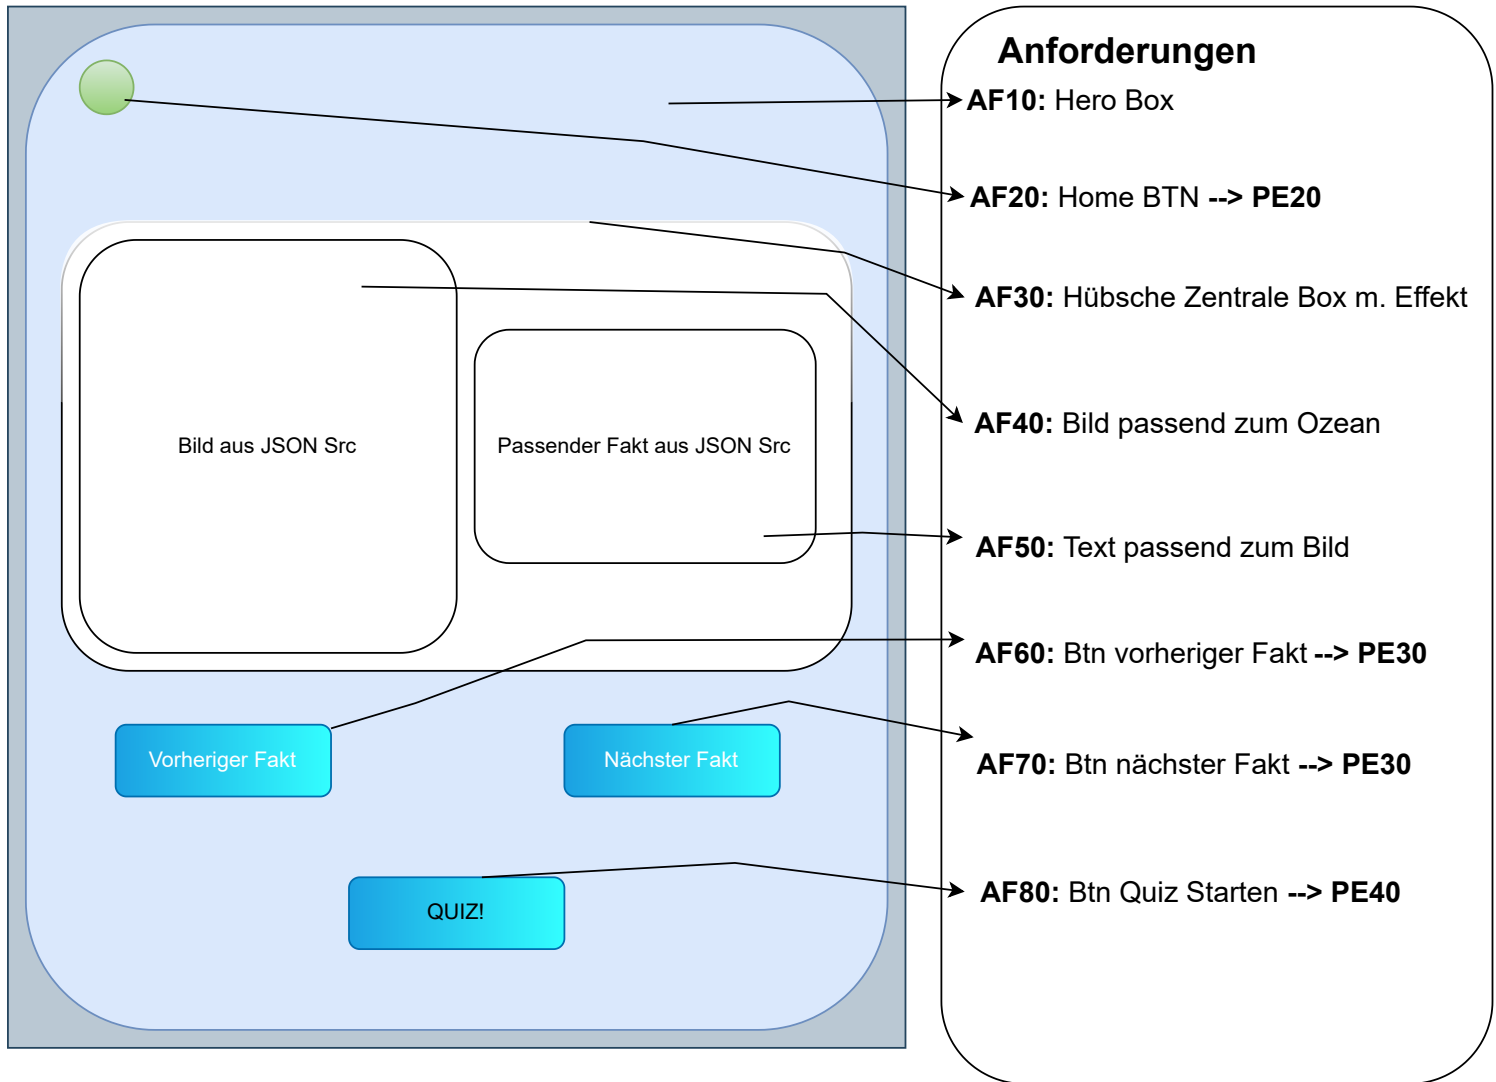 Anforderungen
AF10: Hero Box
AF20: Home BTN --> PE20
AF30: Hübsche Zentrale Box m. Effekt
AF40: Bild passend zum Ozean
Bild aus JSON Src
Passender Fakt aus JSON Src
AF50: Text passend zum Bild
AF60: Btn vorheriger Fakt --> PE30
Vorheriger Fakt
Nächster Fakt
AF70: Btn nächster Fakt --> PE30
AF80: Btn Quiz Starten --> PE40
QUIZ!